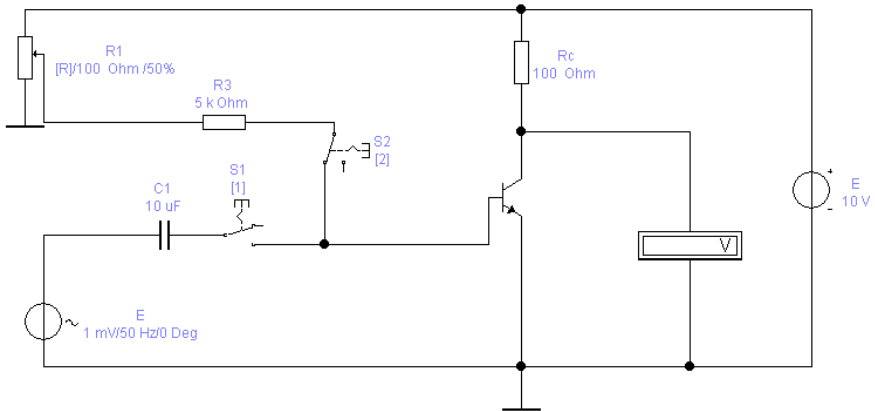 R1
[R]/100 Ohm /50%
R3
5 k Ohm
Rc
100 Ohm
S2
[2]
S1
[1]
C1
10 uF
V
+
E
-
10 V
E
1 mV/50 Hz/0 Deg